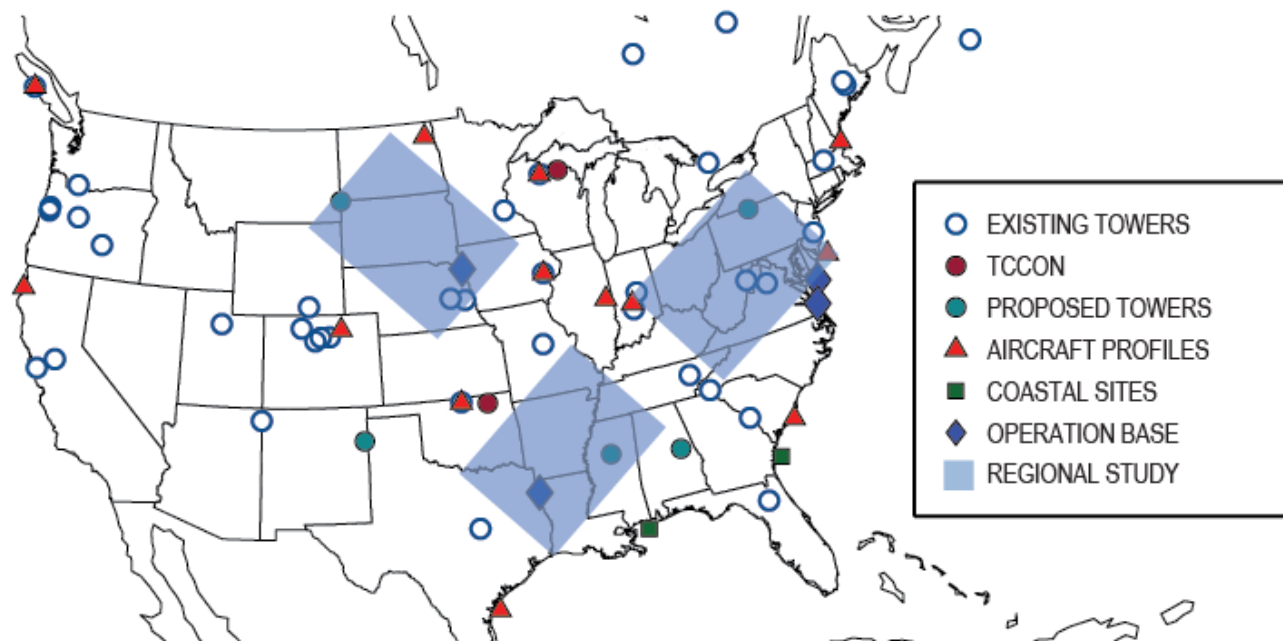 EXISTING TOWERS
TCCON
PROPOSED TOWERS
AIRCRAFT PROFILES
COASTAL SITES
OPERATION BASE
REGIONAL STUDY